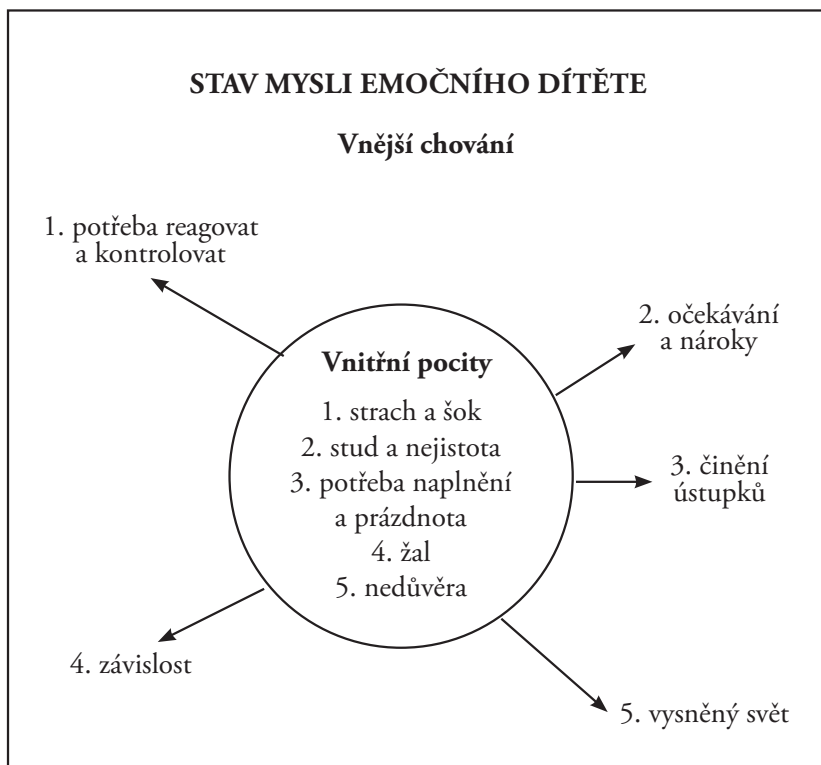 STAV MYSLI EMOČNÍHO DÍTĚTE
Vnější chování
1. potřeba reagovat
a kontrolovat
2. očekávání
a nároky
Vnitřní pocity
1. strach a šok
2. stud a nejistota
3. potřeba naplnění
a prázdnota
4. žal
5. nedůvěra
3. činění
ústupků
4. závislost
5. vysněný svět